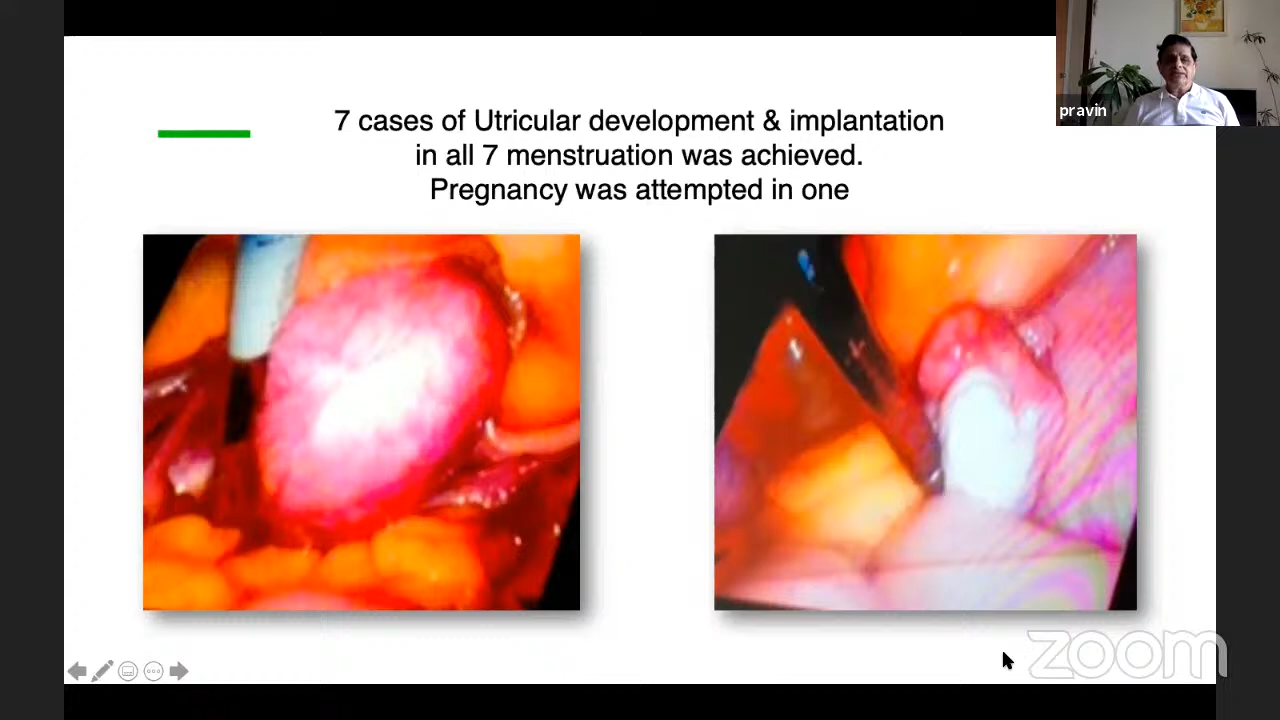 pravin
7 cases of Utricular development & implantation
in all 7 menstruation was achieved.
Pregnancy was attempted in one
zoom